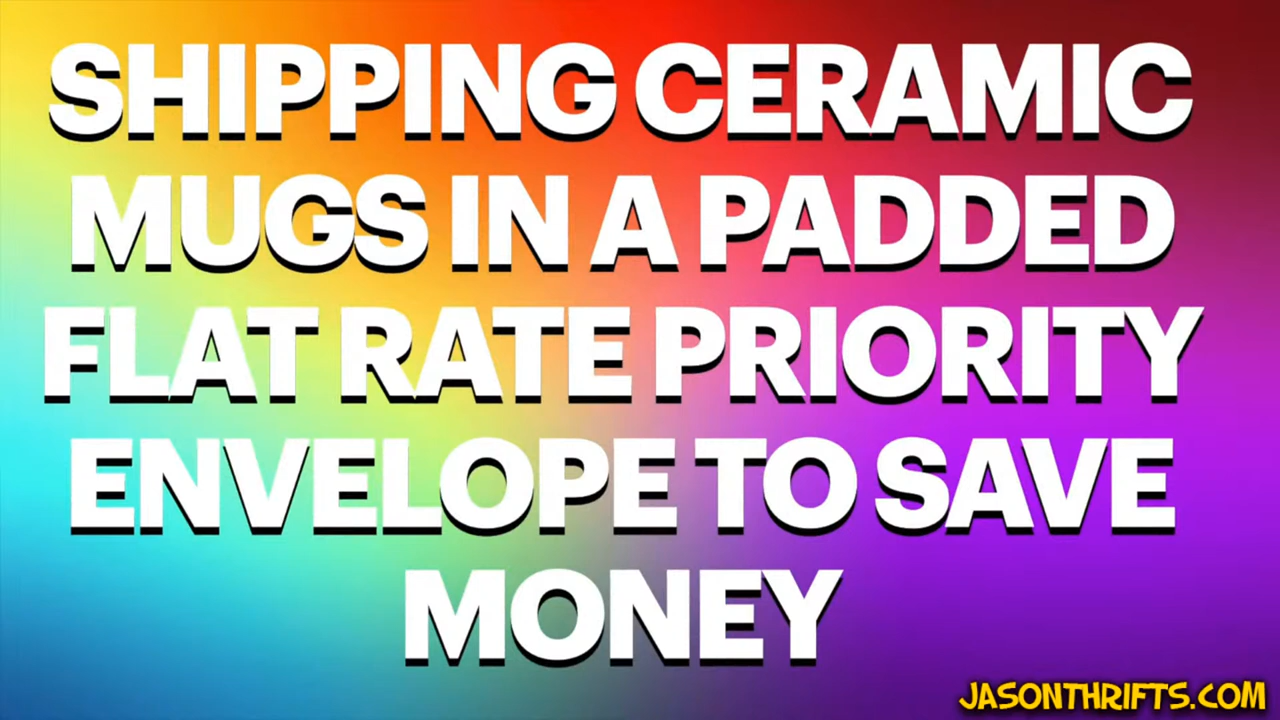 SHIPPING CERAMIC
MUGS IN A PADDED
FLAT RATE PRIORITY
ENVELOPE TO SAVE
MONEY
JASONTHRIFTS.COM